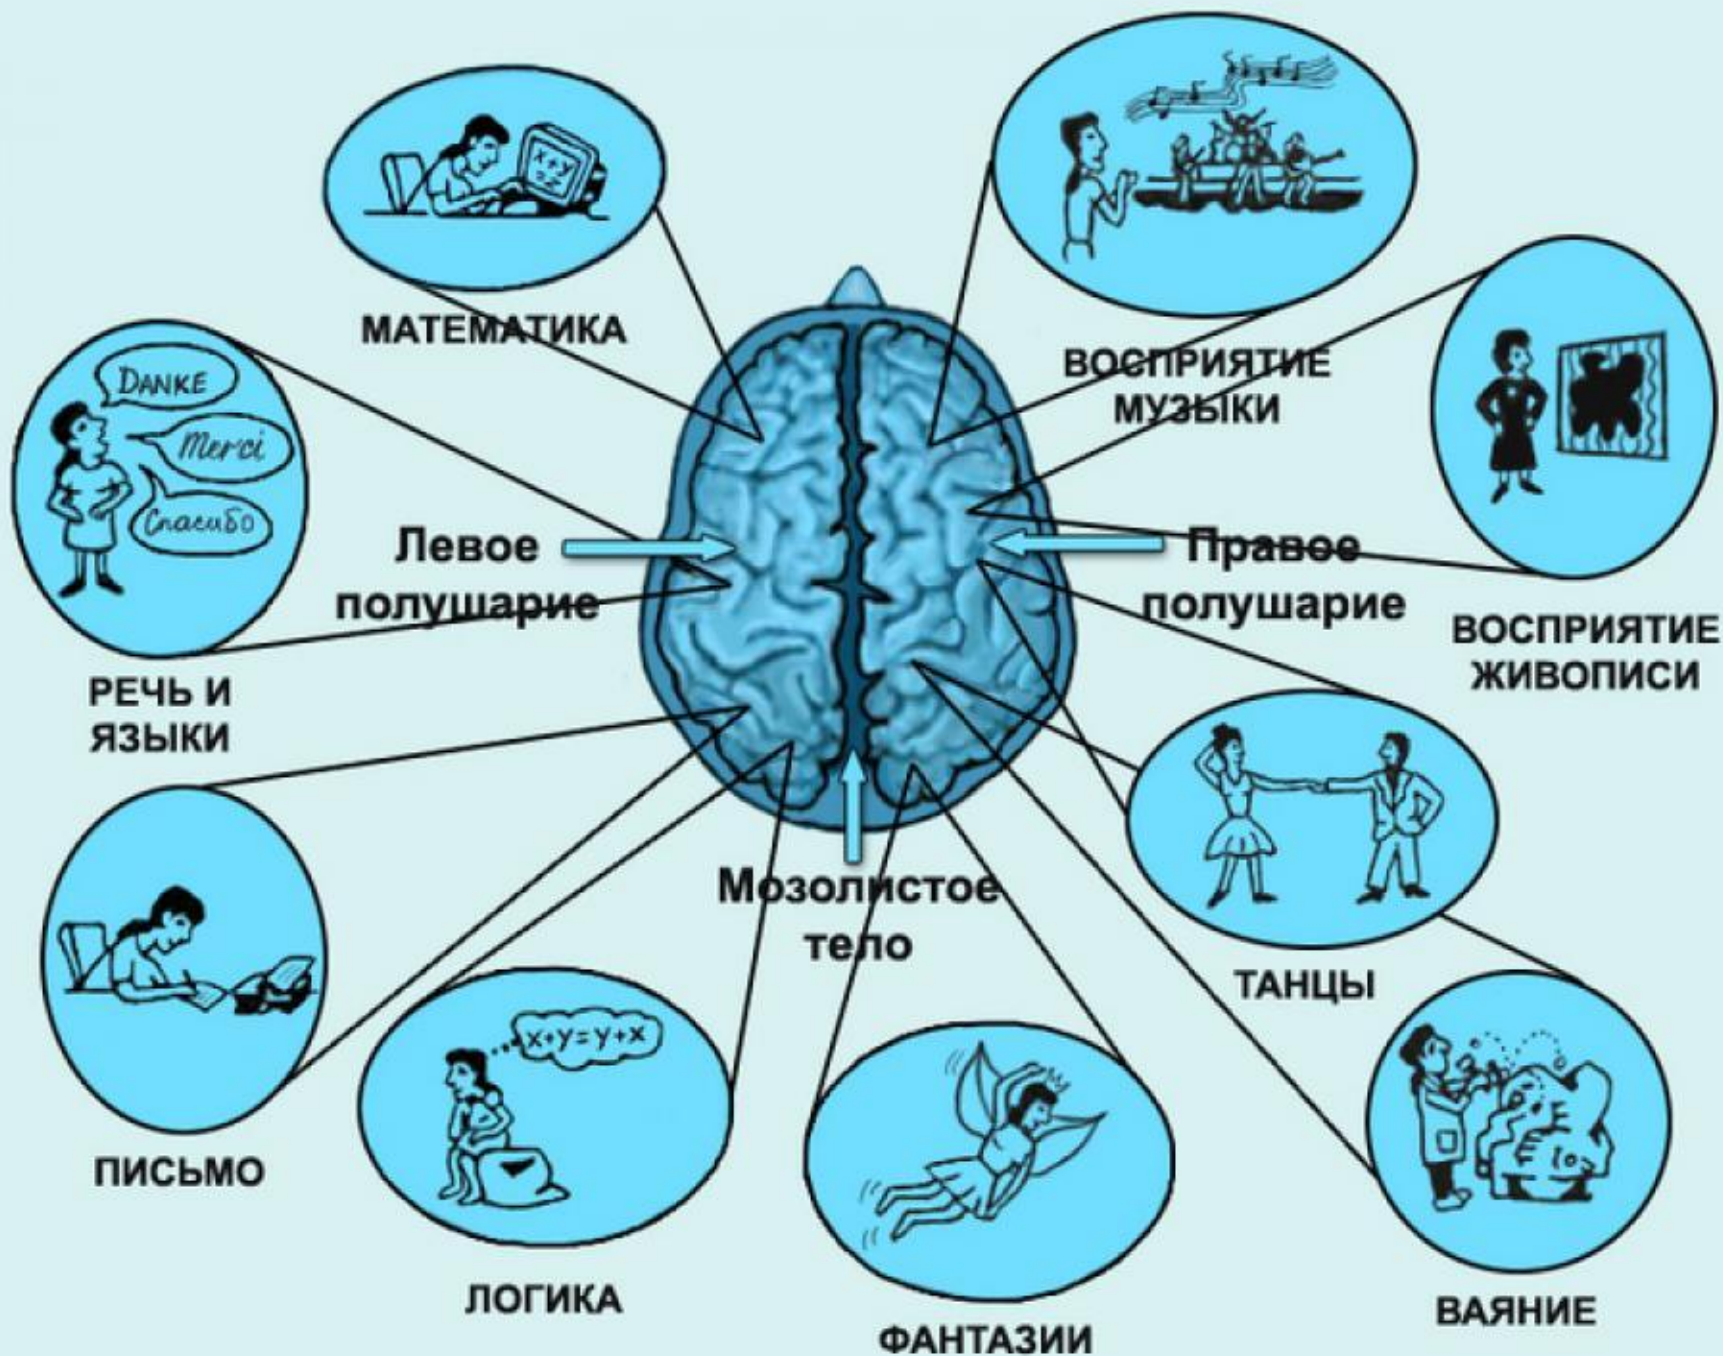 x+y
=z
МАТЕМАТИКА
ВОСПРИЯТИЕ
МУЗЫКИ
DANKE
Merci
Спасибо
РЕЧЬ И
ЯЗЫКИ
Левое
полушарие
Правое
полушарие
ВОСПРИЯТИЕ
ЖИВОПИСИ
Мозолистое
тело
ТАНЦЫ
ПИСЬМО
x+y=y+x
ЛОГИКА
ФАНТАЗИИ
ВАЯНИЕ